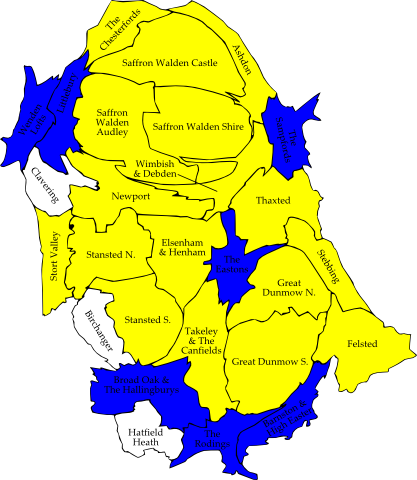 The
Chesterfords
Ashdon
Saffron Walden Castle
Littlebury
Wenden
Lofts
Saffron
Walden
Audley
Saffron Walden Shire
The
Sampfords
Wimbish
& Debden
Clavering
Newport
Thaxted
Stort Valley
Stansted N.
Elsenham
& Henham
The
Eastons
Stebbing
Great
Dunmow N.
Birchanger
Stansted S.
Takeley
& The
Canfields
Great Dunmow S.
Felsted
Broad Oak &
The Hallingburys
Barnston &
High Easter
Hatfield
Heath
The
Rodings